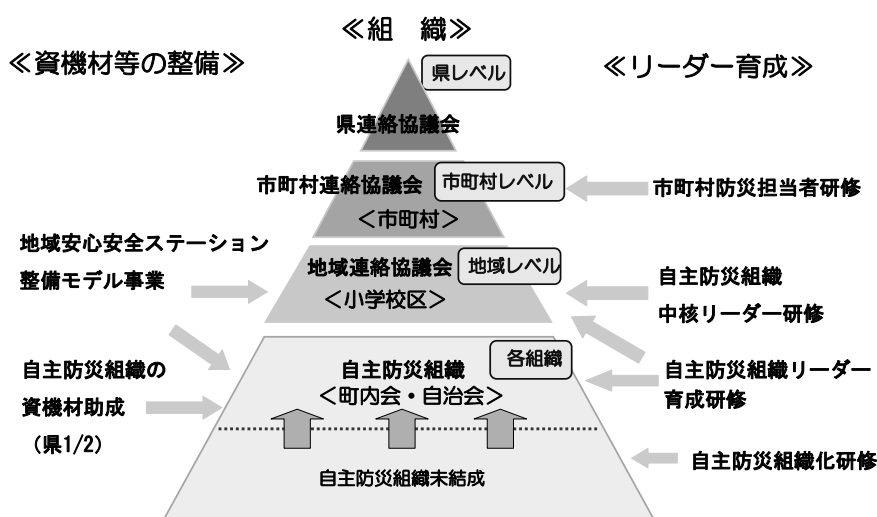 ≪組　織≫
≪資機材等の整備≫
≪リーダー育成≫
県レベル
県連絡協議会
市町村連絡協議会
市町村レベル
＜市町村＞
市町村防災担当者研修
地域安心安全ステーション
整備モデル事業
地域連絡協議会
地域レベル
＜小学校区＞
自主防災組織
中核リーダー研修
自主防災組織の
資機材助成
（県1/2）
自主防災組織
各組織
＜町内会・自治会＞
自主防災組織リーダー
育成研修
自主防災組織未結成
自主防災組織化研修